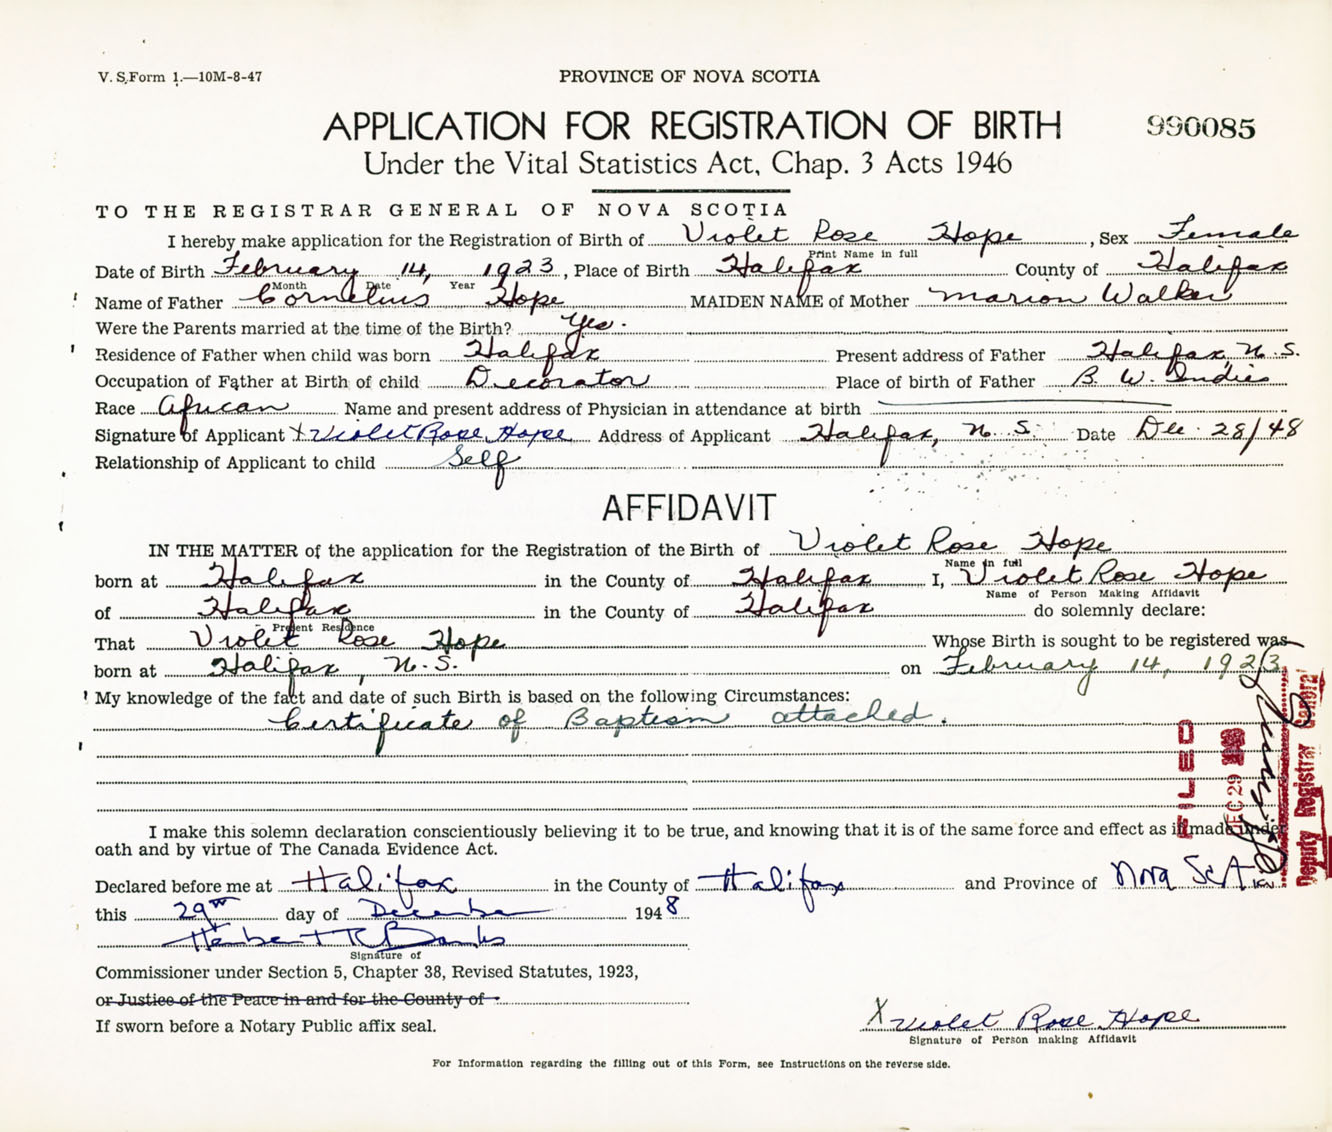 V. S. Form 1.—10M-8-47
PROVINCE OF NOVA SCOTIA
APPLICATION FOR REGISTRATION OF BIRTH
990085
Under the Vital Statistics Act, Chap. 3 Acts 1946
TO THE REGISTRAR GENERAL OF NOVA SCOTIA
I hereby make application for the Registration of Birth of Violet Rose Hope, Sex Female
Print Name in full
Date of Birth February 14, 1923, Place of Birth Halifax County of Halifax
Month Date Year
Name of Father Cornelius Hope MAIDEN NAME of Mother Marion Walker
Were the Parents married at the time of the Birth? Yes.
Residence of Father when child was born Halifax Present address of Father Halifax, N. S.
Occupation of Father at Birth of child Decorator Place of birth of Father B. W. Indies
Race African Name and present address of Physician in attendance at birth
Signature of Applicant X Violet Rose Hope Address of Applicant Halifax, N. S. Date Dec. 28/48
Relationship of Applicant to child Self
AFFIDAVIT
IN THE MATTER of the application for the Registration of the Birth of Violet Rose Hope
Name in full
born at Halifax in the County of Halifax I, Violet Rose Hope
Name of Person Making Affidavit
of Halifax in the County of Halifax do solemnly declare:
Present Residence
That Violet Rose Hope Whose Birth is sought to be registered was
born at Halifax, N. S. on February 14, 1923
My knowledge of the fact and date of such Birth is based on the following Circumstances:
Certificate of Baptism attached.
FILED
DEC 29
Deputy Registrar General
I make this solemn declaration conscientiously believing it to be true, and knowing that it is of the same force and effect as if made under
oath and by virtue of The Canada Evidence Act.
Declared before me at Halifax in the County of Halifax and Province of Nova
this 29th day of December 1948
Herbert R Banks
Signature of
Commissioner under Section 5, Chapter 38, Revised Statutes, 1923,
or Justice of the Peace in and for the County of
If sworn before a Notary Public affix seal.
X Violet Rose Hope
Signature of Person making Affidavit
For Information regarding the filling out of this Form, see Instructions on the reverse side.